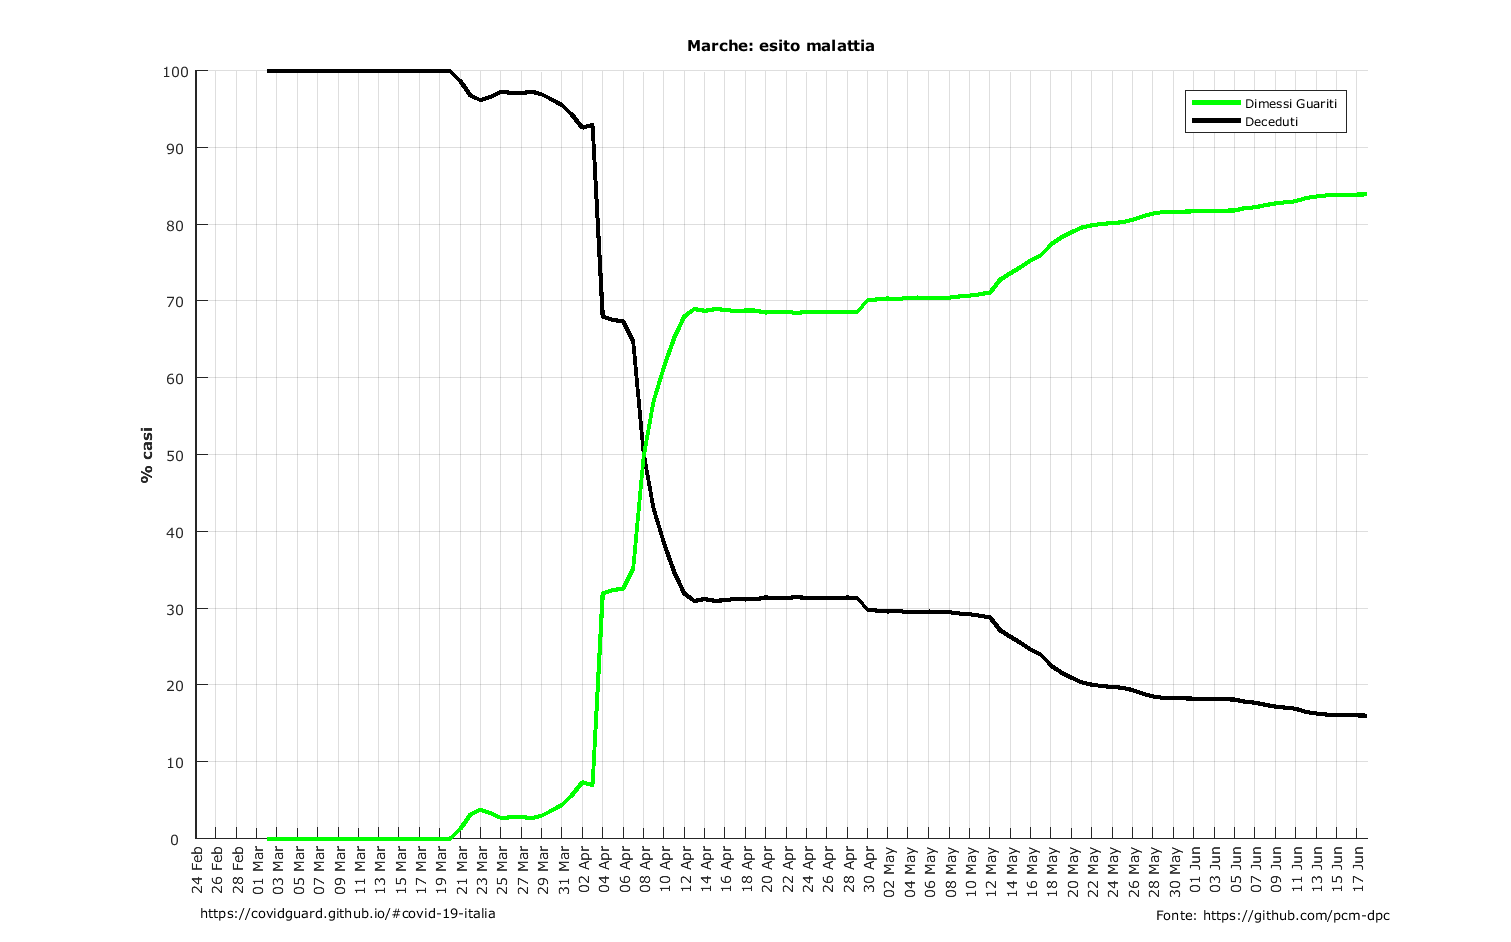 Marche: esito malattia
Dimessi Guariti
Deceduti
% casi
100
90
80
70
60
50
40
30
20
10
0
24 Feb
26 Feb
28 Feb
01 Mar
03 Mar
05 Mar
07 Mar
09 Mar
11 Mar
13 Mar
15 Mar
17 Mar
19 Mar
21 Mar
23 Mar
25 Mar
27 Mar
29 Mar
31 Mar
02 Apr
04 Apr
06 Apr
08 Apr
10 Apr
12 Apr
14 Apr
16 Apr
18 Apr
20 Apr
22 Apr
24 Apr
26 Apr
28 Apr
30 Apr
02 May
04 May
06 May
08 May
10 May
12 May
14 May
16 May
18 May
20 May
22 May
24 May
26 May
28 May
30 May
01 Jun
03 Jun
05 Jun
07 Jun
09 Jun
11 Jun
13 Jun
15 Jun
17 Jun
https://covidguard.github.io/#covid-19-italia
Fonte: https://github.com/pcm-dpc